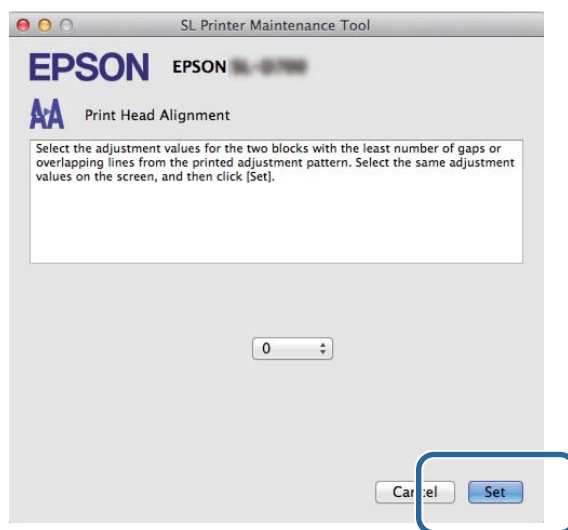 SL Printer Maintenance Tool
EPSON EPSON
Print Head Alignment
Select the adjustment values for the two blocks with the least number of gaps or
overlapping lines from the printed adjustment pattern. Select the same adjustment
values on the screen, and then click [Set].
0
Cancel Set